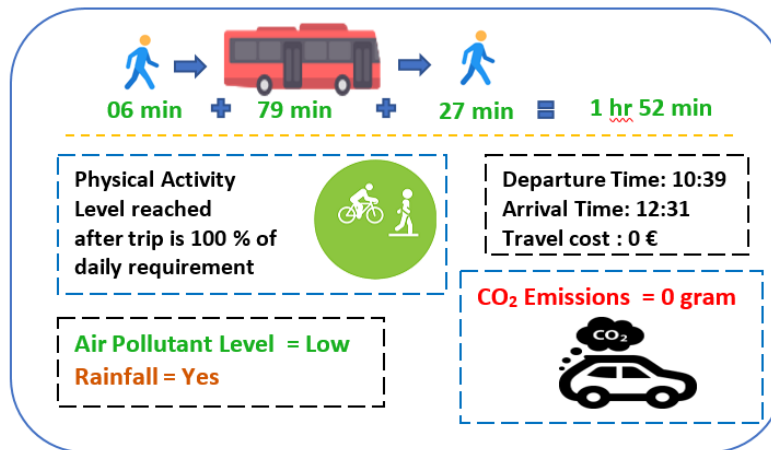 06 min + 79 min + 27 min = 1 hr 52 min
Physical Activity
Level reached
after trip is 100 % of
daily requirement
Departure Time: 10:39
Arrival Time: 12:31
Travel cost : 0 €
CO₂ Emissions = 0 gram
CO₂
Air Pollutant Level = Low
Rainfall = Yes